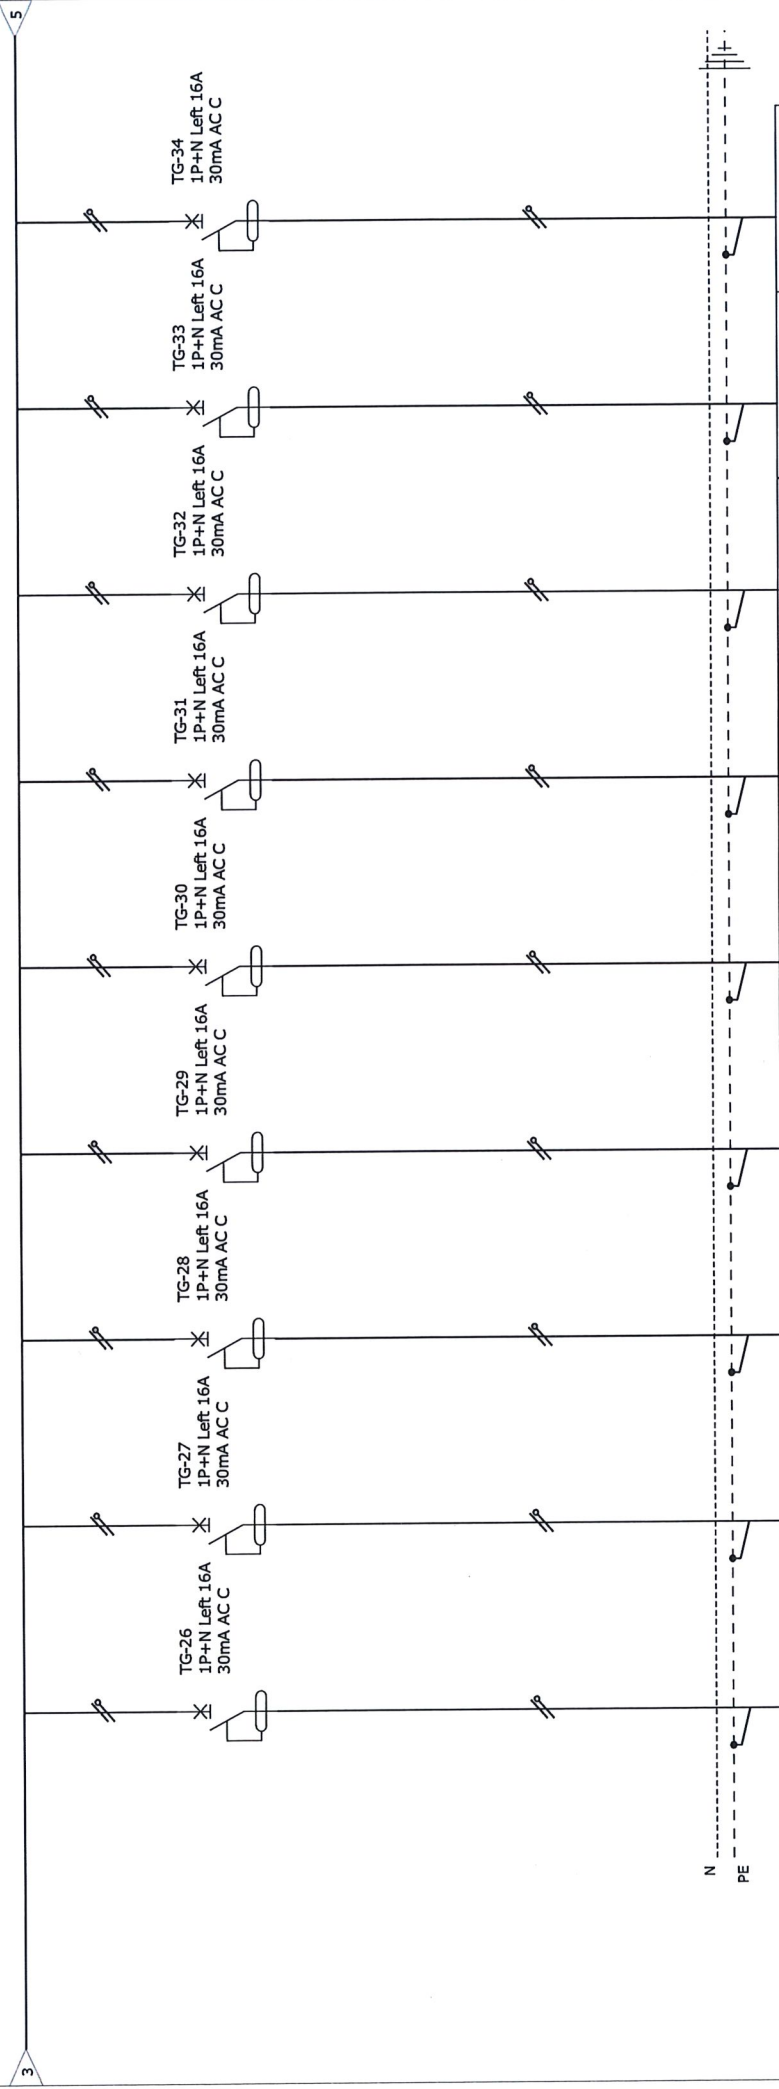 3
TG-26
1P+N Left 16A
30mA AC C
TG-27
1P+N Left 16A
30mA AC C
TG-28
1P+N Left 16A
30mA AC C
TG-29
1P+N Left 16A
30mA AC C
TG-30
1P+N Left 16A
30mA AC C
TG-31
1P+N Left 16A
30mA AC C
TG-32
1P+N Left 16A
30mA AC C
TG-33
1P+N Left 16A
30mA AC C
TG-34
1P+N Left 16A
30mA AC C
5
N
PE